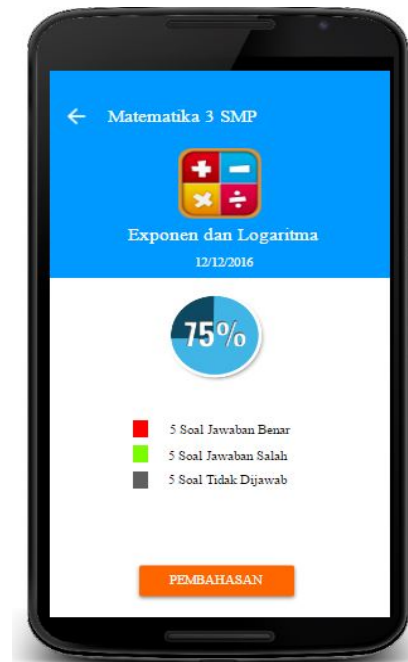 Matematika 3 SMP
Exponen dan Logaritma
12/12/2016
75%
5 Soal Jawaban Benar
5 Soal Jawaban Salah
5 Soal Tidak Dijawab
PEMBAHASAN